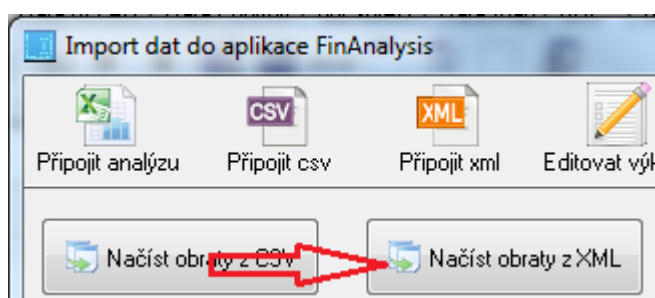 Import dat do aplikace FinAnalysis
CSV
XML
Připojit analýzu Připojit csv Připojit xml Editovat
Načíst obraty z CSV Načíst obraty z XML